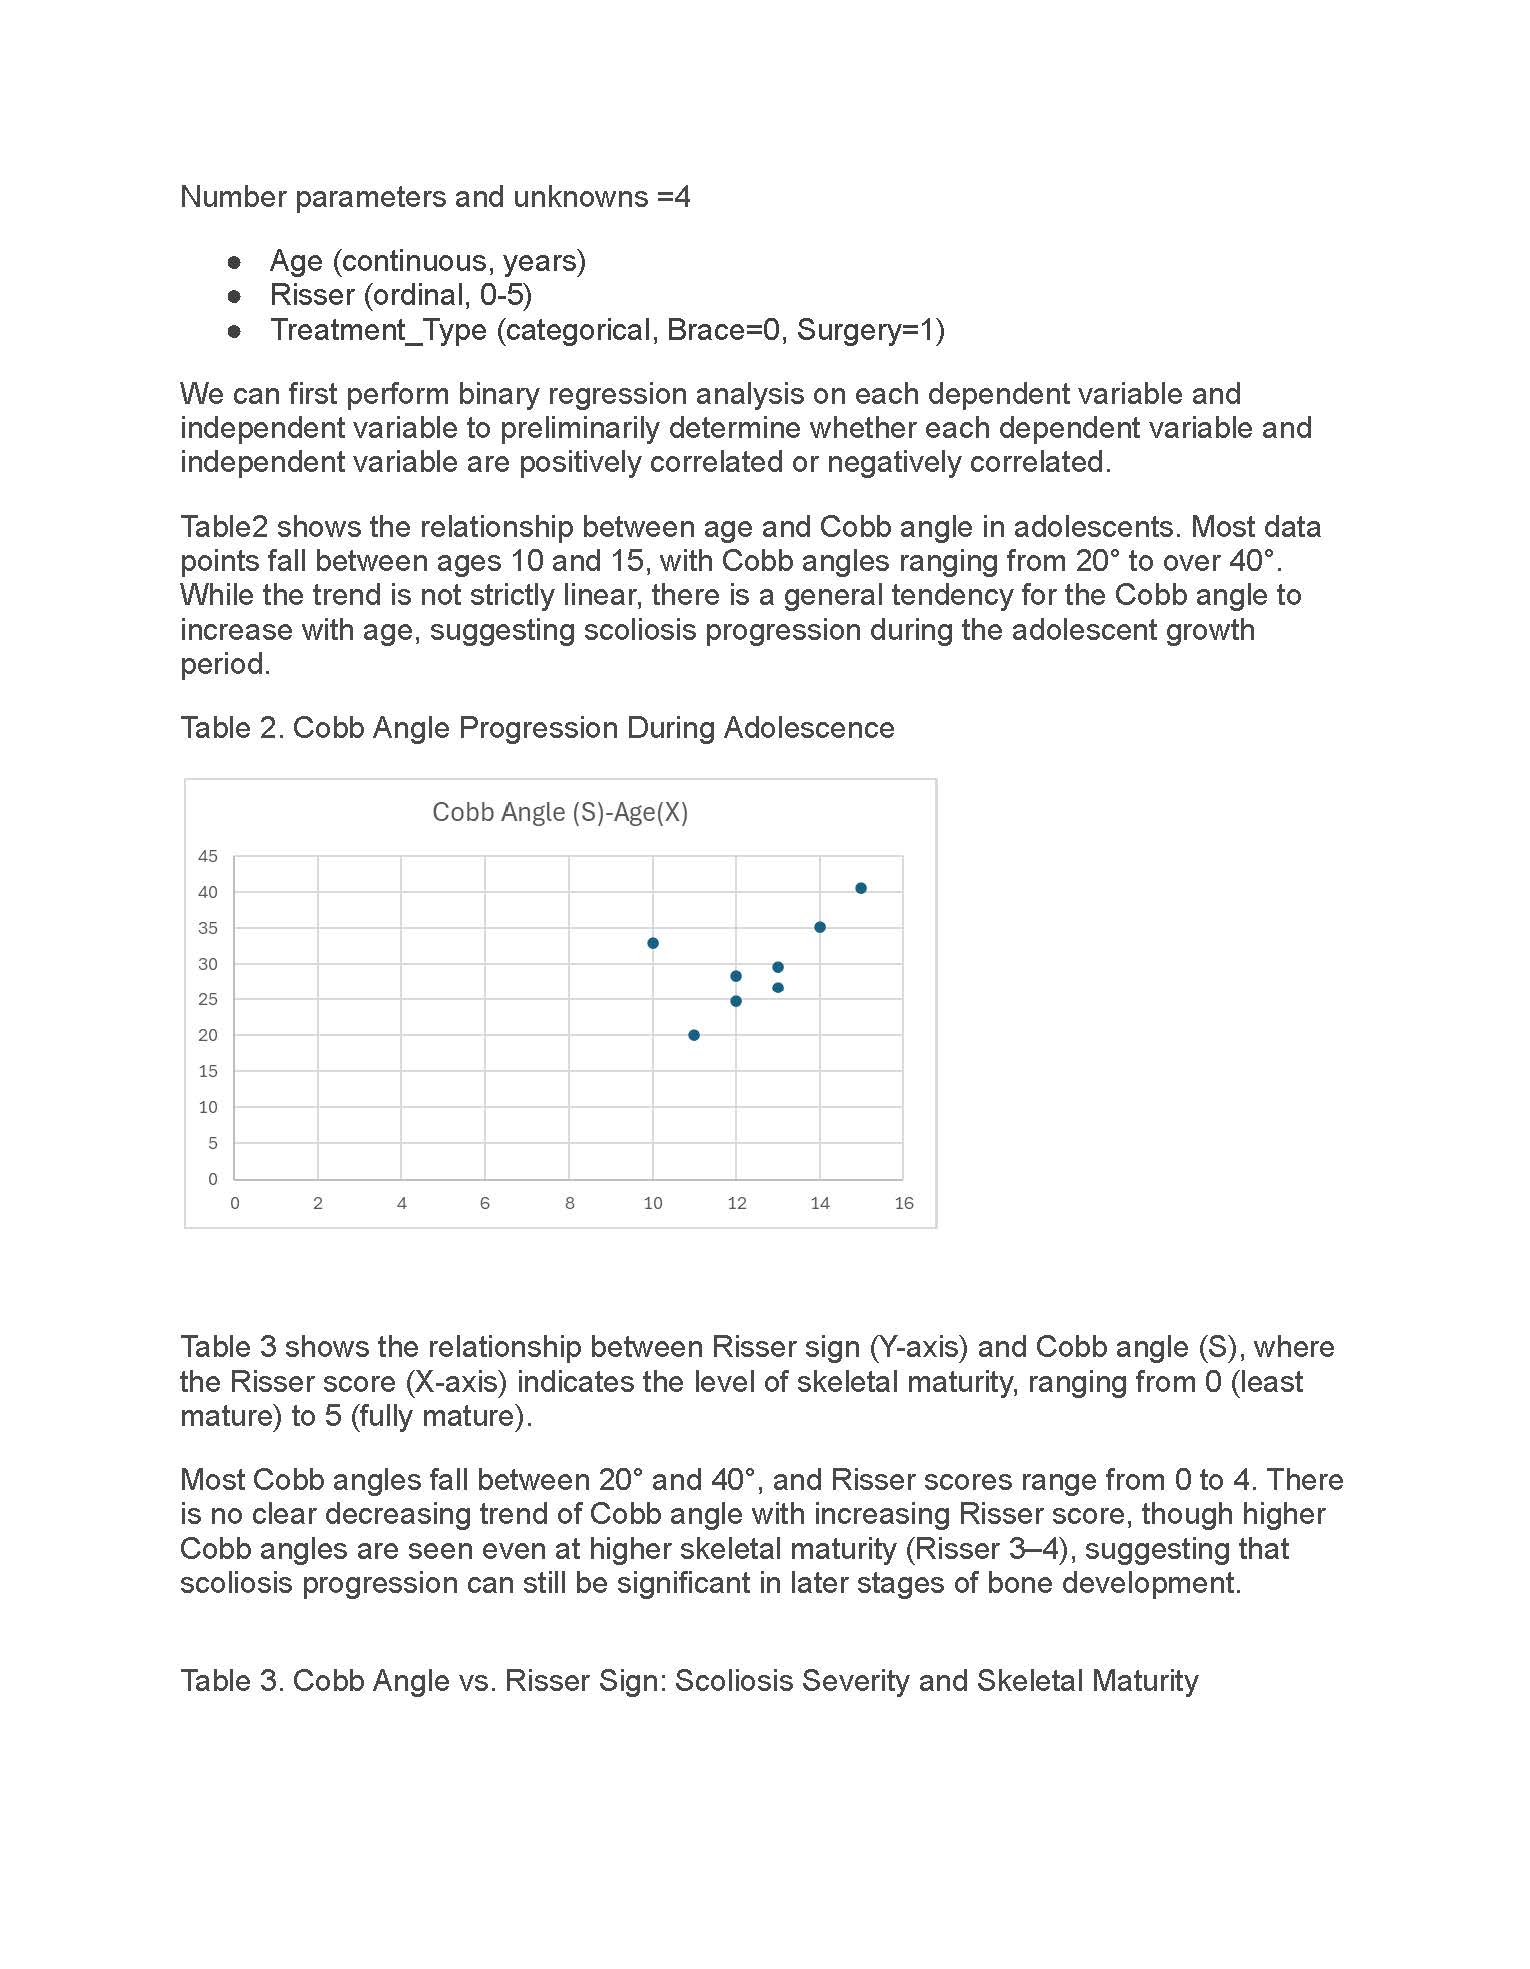 Number parameters and unknowns =4
● Age (continuous, years)
● Risser (ordinal, 0-5)
● Treatment_Type (categorical, Brace=0, Surgery=1)
We can first perform binary regression analysis on each dependent variable and
independent variable to preliminarily determine whether each dependent variable and
independent variable are positively correlated or negatively correlated.
Table2 shows the relationship between age and Cobb angle in adolescents. Most data
points fall between ages 10 and 15, with Cobb angles ranging from 20° to over 40°.
While the trend is not strictly linear, there is a general tendency for the Cobb angle to
increase with age, suggesting scoliosis progression during the adolescent growth
period.
Table 2. Cobb Angle Progression During Adolescence
Cobb Angle (S)-Age(X)
45
40
35
30
25
20
15
10
5
0
0 2 4 6 8 10 12 14 16
Table 3 shows the relationship between Risser sign (Y-axis) and Cobb angle (S), where
the Risser score (X-axis) indicates the level of skeletal maturity, ranging from 0 (least
mature) to 5 (fully mature).
Most Cobb angles fall between 20° and 40°, and Risser scores range from 0 to 4. There
is no clear decreasing trend of Cobb angle with increasing Risser score, though higher
Cobb angles are seen even at higher skeletal maturity (Risser 3–4), suggesting that
scoliosis progression can still be significant in later stages of bone development.
Table 3. Cobb Angle vs. Risser Sign: Scoliosis Severity and Skeletal Maturity